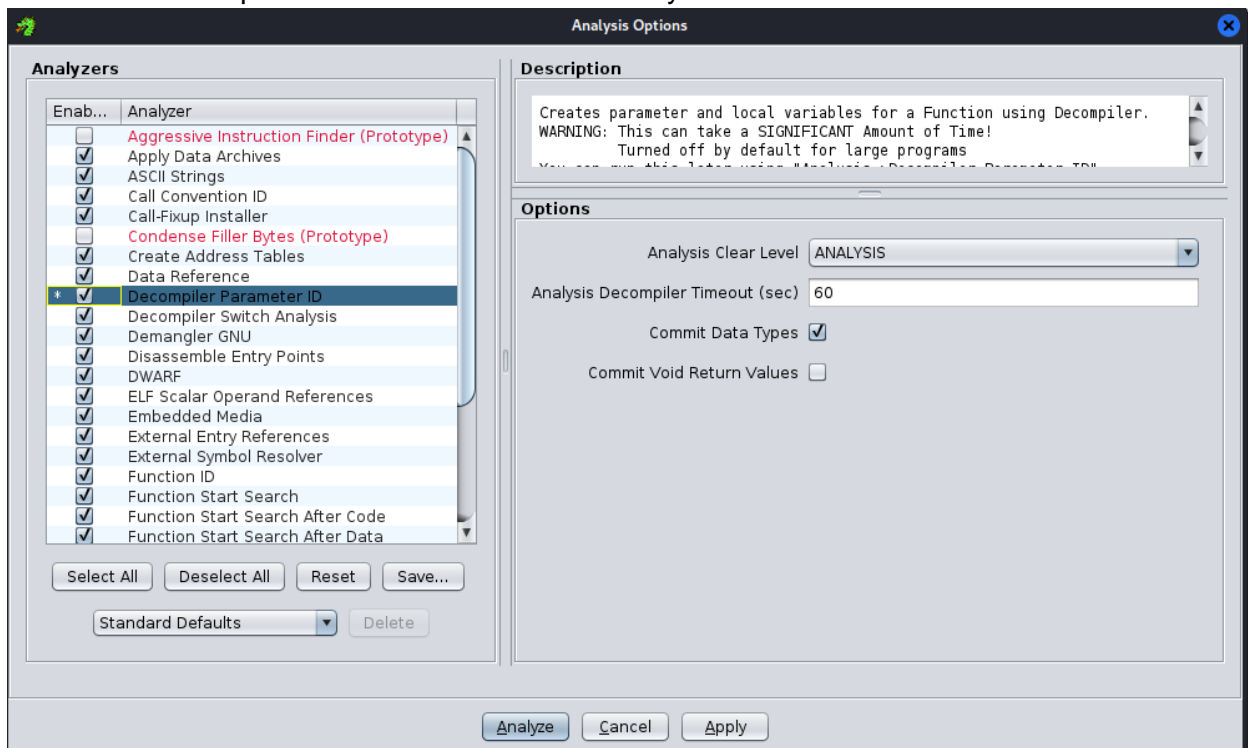 Analysis Options
Analyzers
Enab... Analyzer
Aggressive Instruction Finder (Prototype)
Apply Data Archives
ASCII Strings
Call Convention ID
Call-Fixup Installer
Condense Filler Bytes (Prototype)
Create Address Tables
Data Reference
* Decompiler Parameter ID
Decompiler Switch Analysis
Demangler GNU
Disassemble Entry Points
DWARF
ELF Scalar Operand References
Embedded Media
External Entry References
External Symbol Resolver
Function ID
Function Start Search
Function Start Search After Code
Function Start Search After Data
Select All Deselect All Reset Save...
Standard Defaults Delete
Description
Creates parameter and local variables for a Function using Decompiler.
WARNING: This can take a SIGNIFICANT Amount of Time!
Turned off by default for large programs
Options
Analysis Clear Level ANALYSIS
Analysis Decompiler Timeout (sec) 60
Commit Data Types
Commit Void Return Values
Analyze Cancel Apply